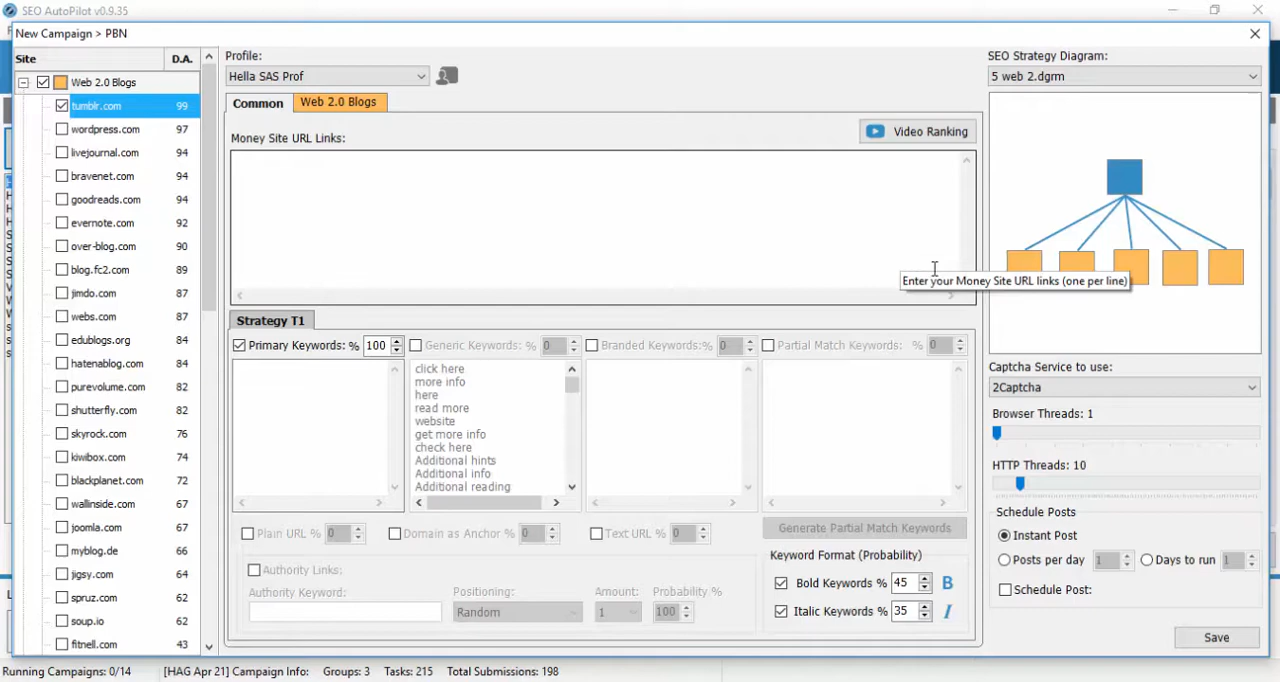 SEO AutoPilot v0.9.35
New Campaign > PBN
Site D.A.
Web 2.0 Blogs
tumblr.com 99
wordpress.com 97
livejournal.com 94
bravenet.com 94
goodreads.com 94
evernote.com 92
over-blog.com 90
blog.fc2.com 89
jimdo.com 87
webs.com 87
edublogs.org 84
hatenablog.com 84
purevolume.com 82
shutterfly.com 82
skyrock.com 76
kiwibox.com 74
blackplanet.com 72
wallinside.com 67
joomla.com 67
myblog.de 66
jigsy.com 64
spruz.com 62
soup.io 62
fitnell.com 43
Profile:
Hella SAS Prof
Common Web 2.0 Blogs
Money Site URL Links:
Video Ranking
Enter your Money Site URL links (one per line)
Strategy T1
Primary Keywords: % 100
Generic Keywords: % 0
Branded Keywords:% 0
Partial Match Keywords: % 0
click here
more info
here
read more
website
get more info
check here
Additional hints
Additional info
Additional reading
Plain URL % 0
Domain as Anchor % 0
Text URL % 0
Generate Partial Match Keywords
Authority Links:
Authority Keyword:
Positioning:
Random
Amount:
1
Probability %
100
Keyword Format (Probability)
Bold Keywords % 45 B
Italic Keywords % 35 I
SEO Strategy Diagram:
5 web 2.dgrm
Captcha Service to use:
2Captcha
Browser Threads: 1
HTTP Threads: 10
Schedule Posts
Instant Post
Posts per day 1 Days to run 1
Schedule Post:
Save
Running Campaigns: 0/14 [HAG Apr 21] Campaign Info: Groups: 3 Tasks: 215 Total Submissions: 198